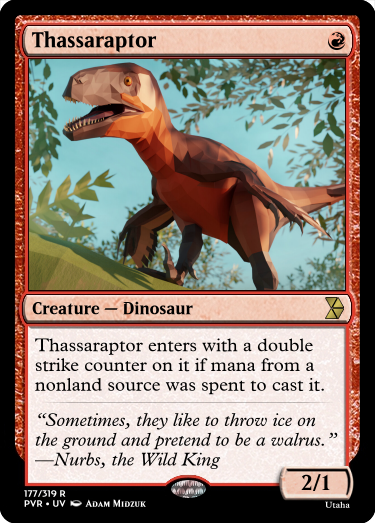 Thassaraptor
Creature — Dinosaur
Thassaraptor enters with a double
strike counter on it if mana from a
nonland source was spent to cast it.
“Sometimes, they like to throw ice on
the ground and pretend to be a walrus.”
—Nurbs, the Wild King
2/1
177/319 R
PVR • UV Adam Midzuk
Utaha